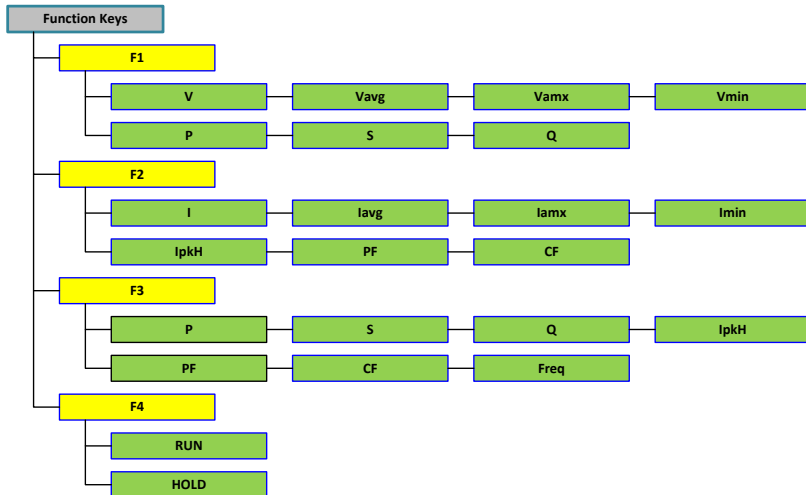 Function Keys
F1
V Vavg Vamx Vmin
P S Q
F2
I Iavg Iamx Imin
IpkH PF CF
F3
P S Q IpkH
PF CF Freq
F4
RUN
HOLD